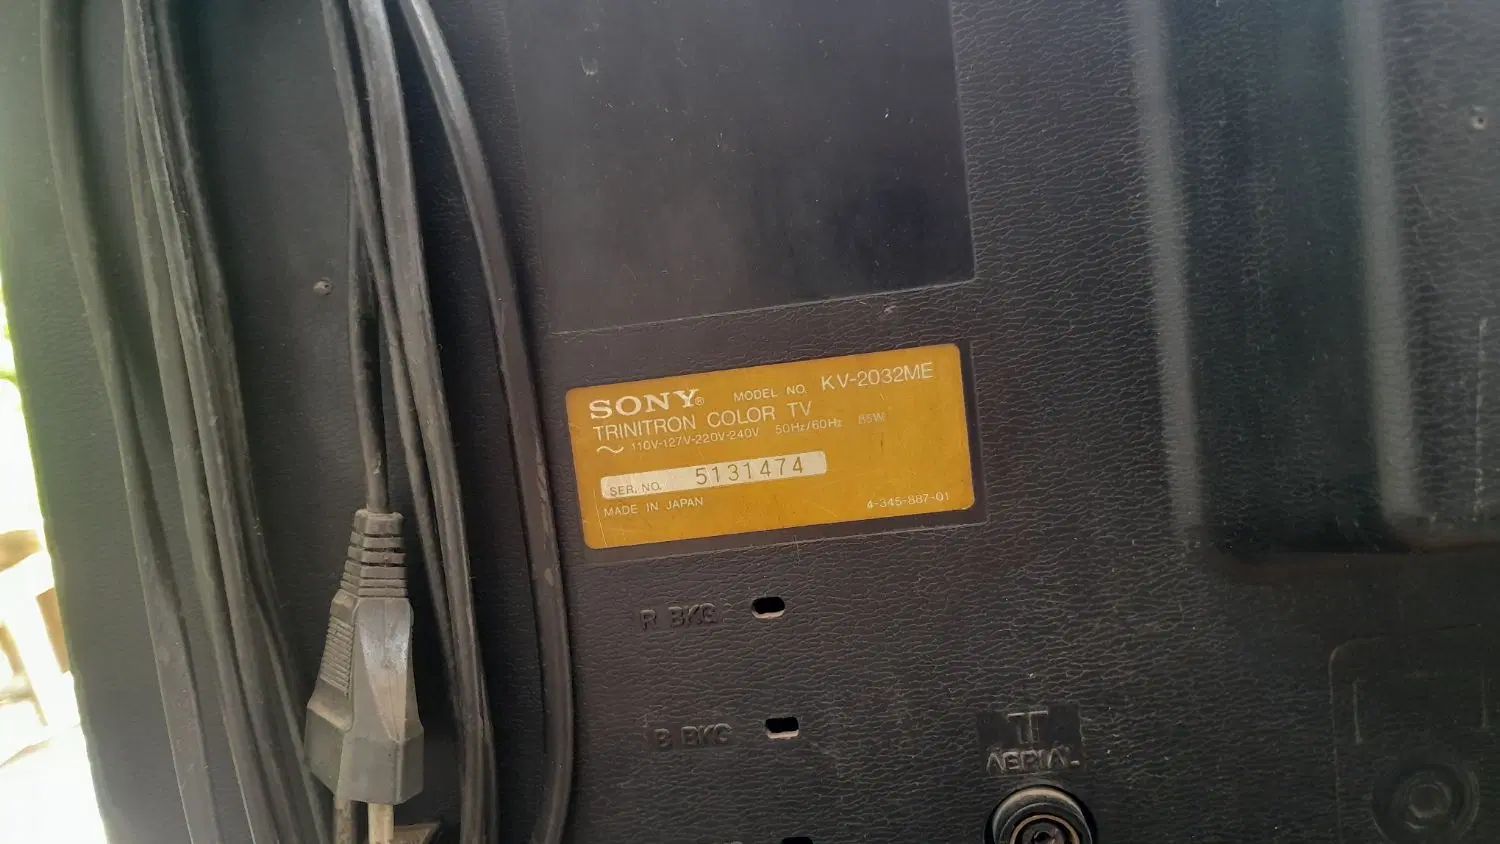 SONY® MODEL NO. KV-2032ME
TRINITRON COLOR TV
~ 110V-127V-220V-240V 50Hz/60Hz 85W
SER. NO. 5131474
MADE IN JAPAN 4-345-887-01
R BKG
B BKG
AERIAL